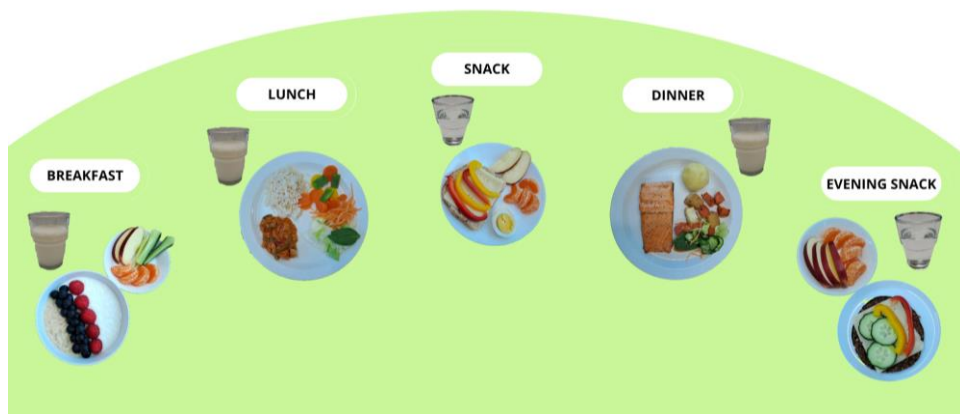 BREAKFAST
LUNCH
SNACK
DINNER
EVENING SNACK